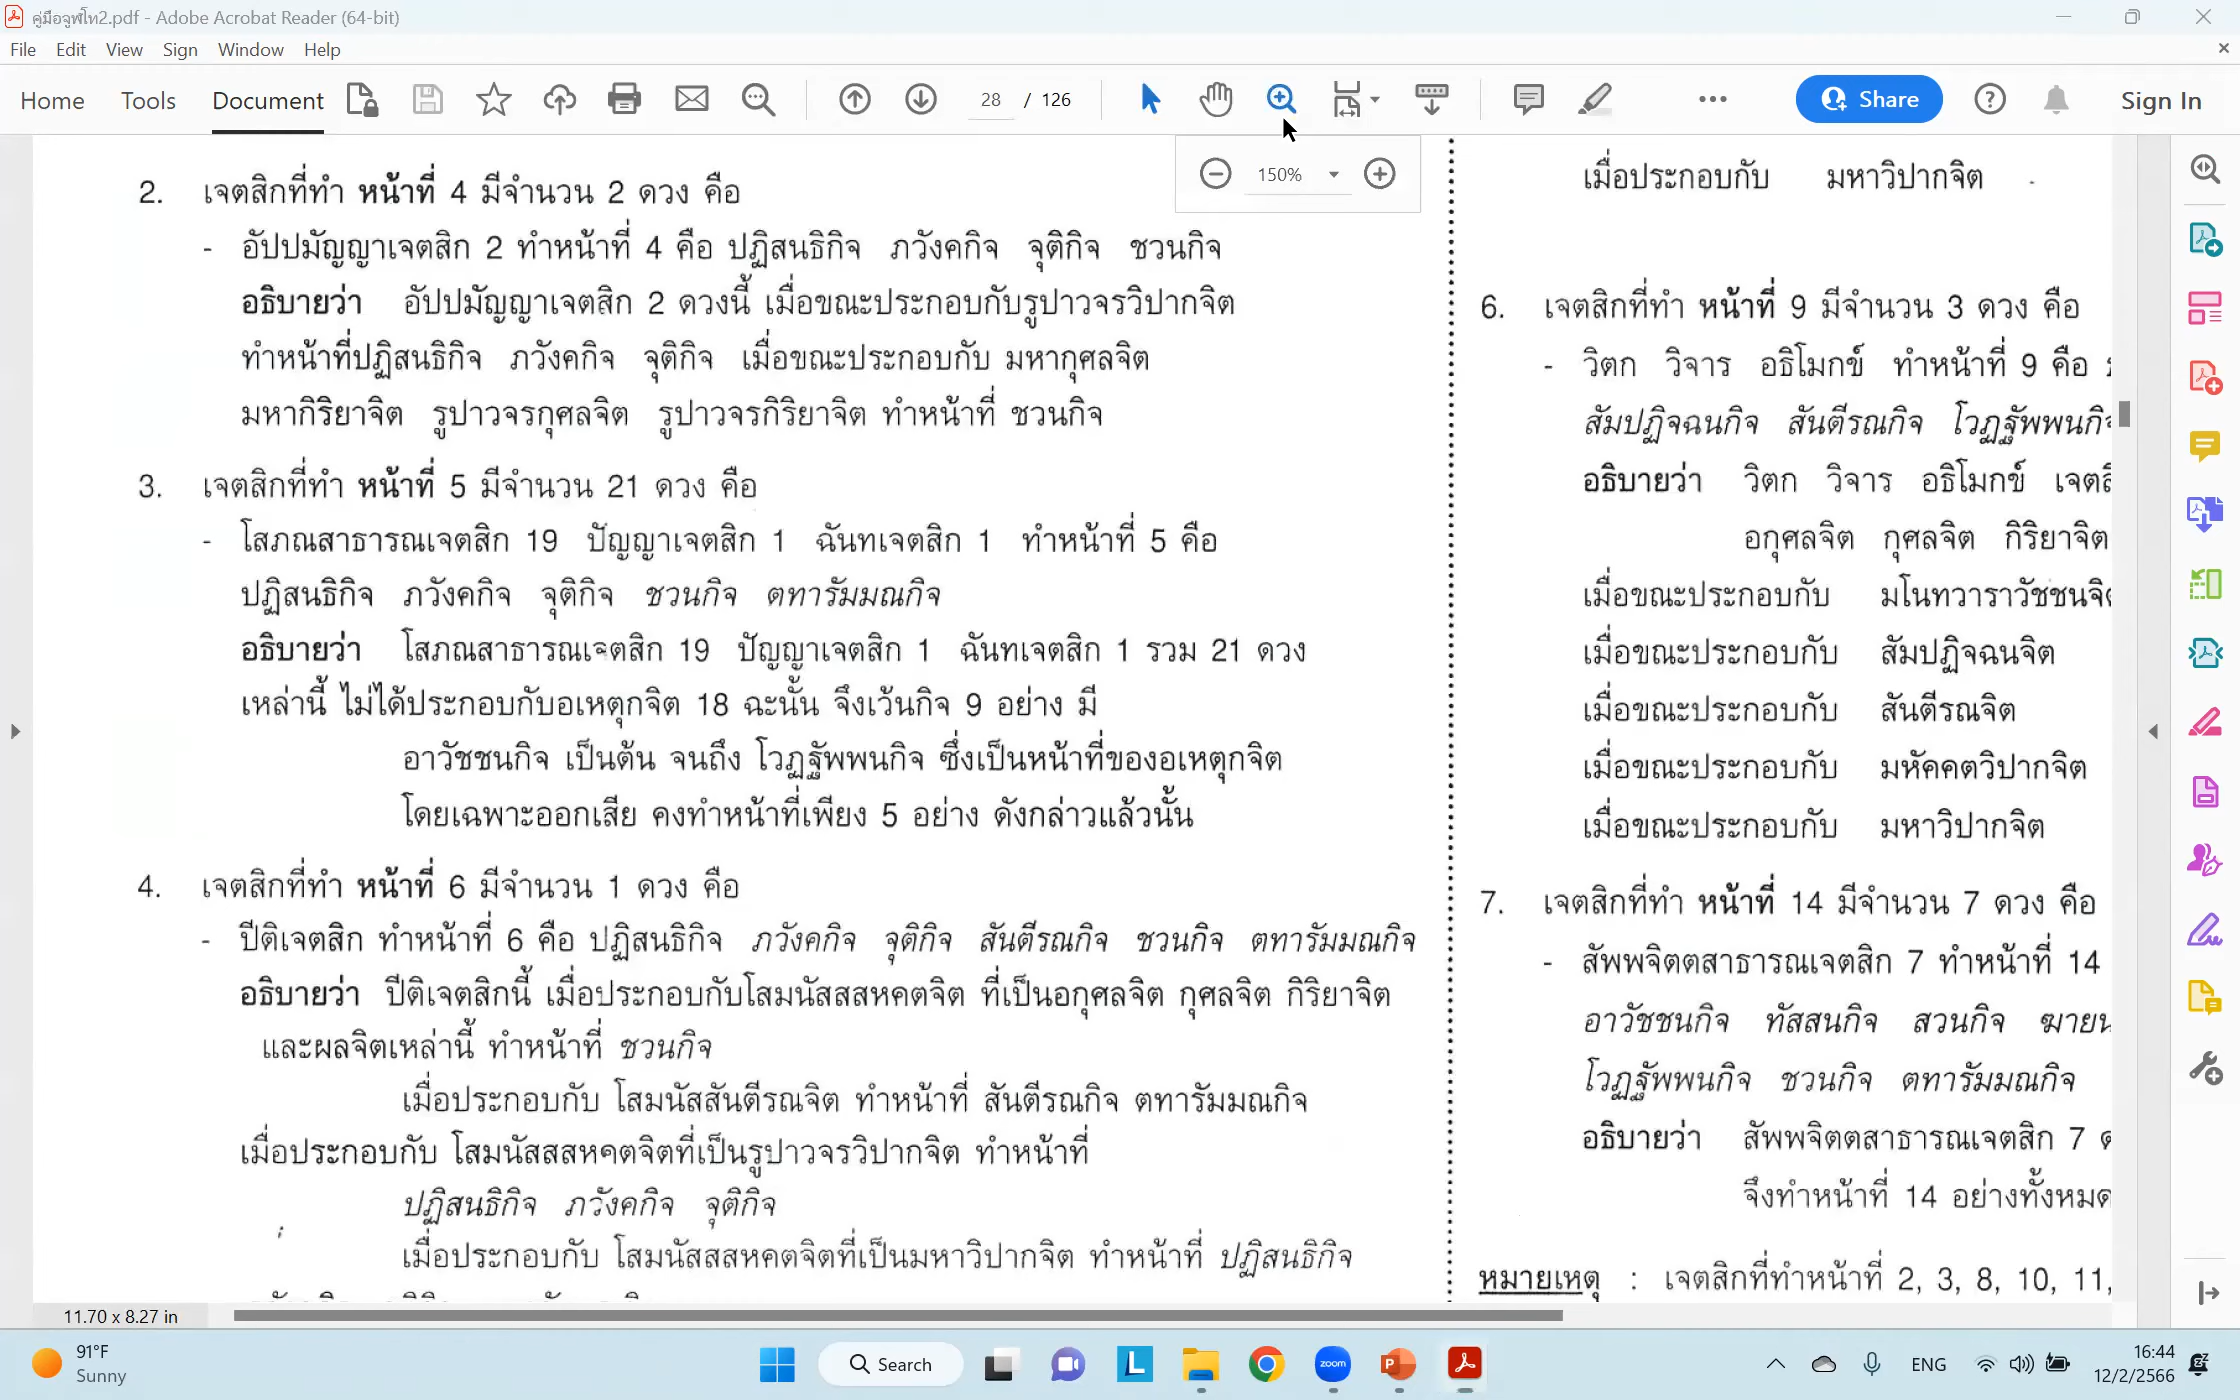 คู่มือจูฬโท2.pdf - Adobe Acrobat Reader (64-bit)
File Edit View Sign Window Help
Home Tools Document 28 / 126 Share Sign In
150%
2. เจตสิกที่ทำ หน้าที่ 4 มีจำนวน 2 ดวง คือ
- อัปปมัญญาเจตสิก 2 ทำหน้าที่ 4 คือ ปฏิสนธิกิจ ภวังคกิจ จุติกิจ ชวนกิจ
อธิบายว่า อัปปมัญญาเจตสิก 2 ดวงนี้ เมื่อขณะประกอบกับรูปาวจรวิปากจิต
ทำหน้าที่ปฏิสนธิกิจ ภวังคกิจ จุติกิจ เมื่อขณะประกอบกับ มหากุศลจิต
มหากิริยาจิต รูปาวจรกุศลจิต รูปาวจรกิริยาจิต ทำหน้าที่ ชวนกิจ
3. เจตสิกที่ทำ หน้าที่ 5 มีจำนวน 21 ดวง คือ
- โสภณสาธารณเจตสิก 19 ปัญญาเจตสิก 1 ฉันทเจตสิก 1 ทำหน้าที่ 5 คือ
ปฏิสนธิกิจ ภวังคกิจ จุติกิจ ชวนกิจ ตทารัมมณกิจ
อธิบายว่า โสภณสาธารณเจตสิก 19 ปัญญาเจตสิก 1 ฉันทเจตสิก 1 รวม 21 ดวง
เหล่านี้ ไม่ได้ประกอบกับอเหตุกจิต 18 ฉะนั้น จึงเว้นกิจ 9 อย่าง มี
อาวัชชนกิจ เป็นต้น จนถึง โวฏฐัพพนกิจ ซึ่งเป็นหน้าที่ของอเหตุกจิต
โดยเฉพาะออกเสีย คงทำหน้าที่เพียง 5 อย่าง ดังกล่าวแล้วนั้น
4. เจตสิกที่ทำ หน้าที่ 6 มีจำนวน 1 ดวง คือ
- ปีติเจตสิก ทำหน้าที่ 6 คือ ปฏิสนธิกิจ ภวังคกิจ จุติกิจ สันตีรณกิจ ชวนกิจ ตทารัมมณกิจ
อธิบายว่า ปีติเจตสิกนี้ เมื่อประกอบกับโสมนัสสสหคตจิต ที่เป็นอกุศลจิต กุศลจิต กิริยาจิต
และผลจิตเหล่านี้ ทำหน้าที่ ชวนกิจ
เมื่อประกอบกับ โสมนัสสันตีรณจิต ทำหน้าที่ สันตีรณกิจ ตทารัมมณกิจ
เมื่อประกอบกับ โสมนัสสสหคตจิตที่เป็นรูปาวจรวิปากจิต ทำหน้าที่
ปฏิสนธิกิจ ภวังคกิจ จุติกิจ
เมื่อประกอบกับ โสมนัสสสหคตจิตที่เป็นมหาวิปากจิต ทำหน้าที่ ปฏิสนธิกิจ
เมื่อประกอบกับ มหาวิปากจิต
6. เจตสิกที่ทำ หน้าที่ 9 มีจำนวน 3 ดวง คือ
- วิตก วิจาร อธิโมกข์ ทำหน้าที่ 9 คือ
สัมปฏิจฉนกิจ สันตีรณกิจ โวฏฐัพพนกิจ
อธิบายว่า วิตก วิจาร อธิโมกข์ เจตสิ
อกุศลจิต กุศลจิต กิริยาจิต
เมื่อขณะประกอบกับ มโนทวาราวัชชนจิต
เมื่อขณะประกอบกับ สัมปฏิจฉนจิต
เมื่อขณะประกอบกับ สันตีรณจิต
เมื่อขณะประกอบกับ มหัคคตวิปากจิต
เมื่อขณะประกอบกับ มหาวิปากจิต
7. เจตสิกที่ทำ หน้าที่ 14 มีจำนวน 7 ดวง คือ
- สัพพจิตตสาธารณเจตสิก 7 ทำหน้าที่ 14
อาวัชชนกิจ ทัสสนกิจ สวนกิจ ฆายน
โวฏฐัพพนกิจ ชวนกิจ ตทารัมมณกิจ
อธิบายว่า สัพพจิตตสาธารณเจตสิก 7 ด
จึงทำหน้าที่ 14 อย่างทั้งหมด
หมายเหตุ : เจตสิกที่ทำหน้าที่ 2, 3, 8, 10, 11,
11.70 x 8.27 in
91°F
Sunny
Search
zoom
ENG
16:44
12/2/2566